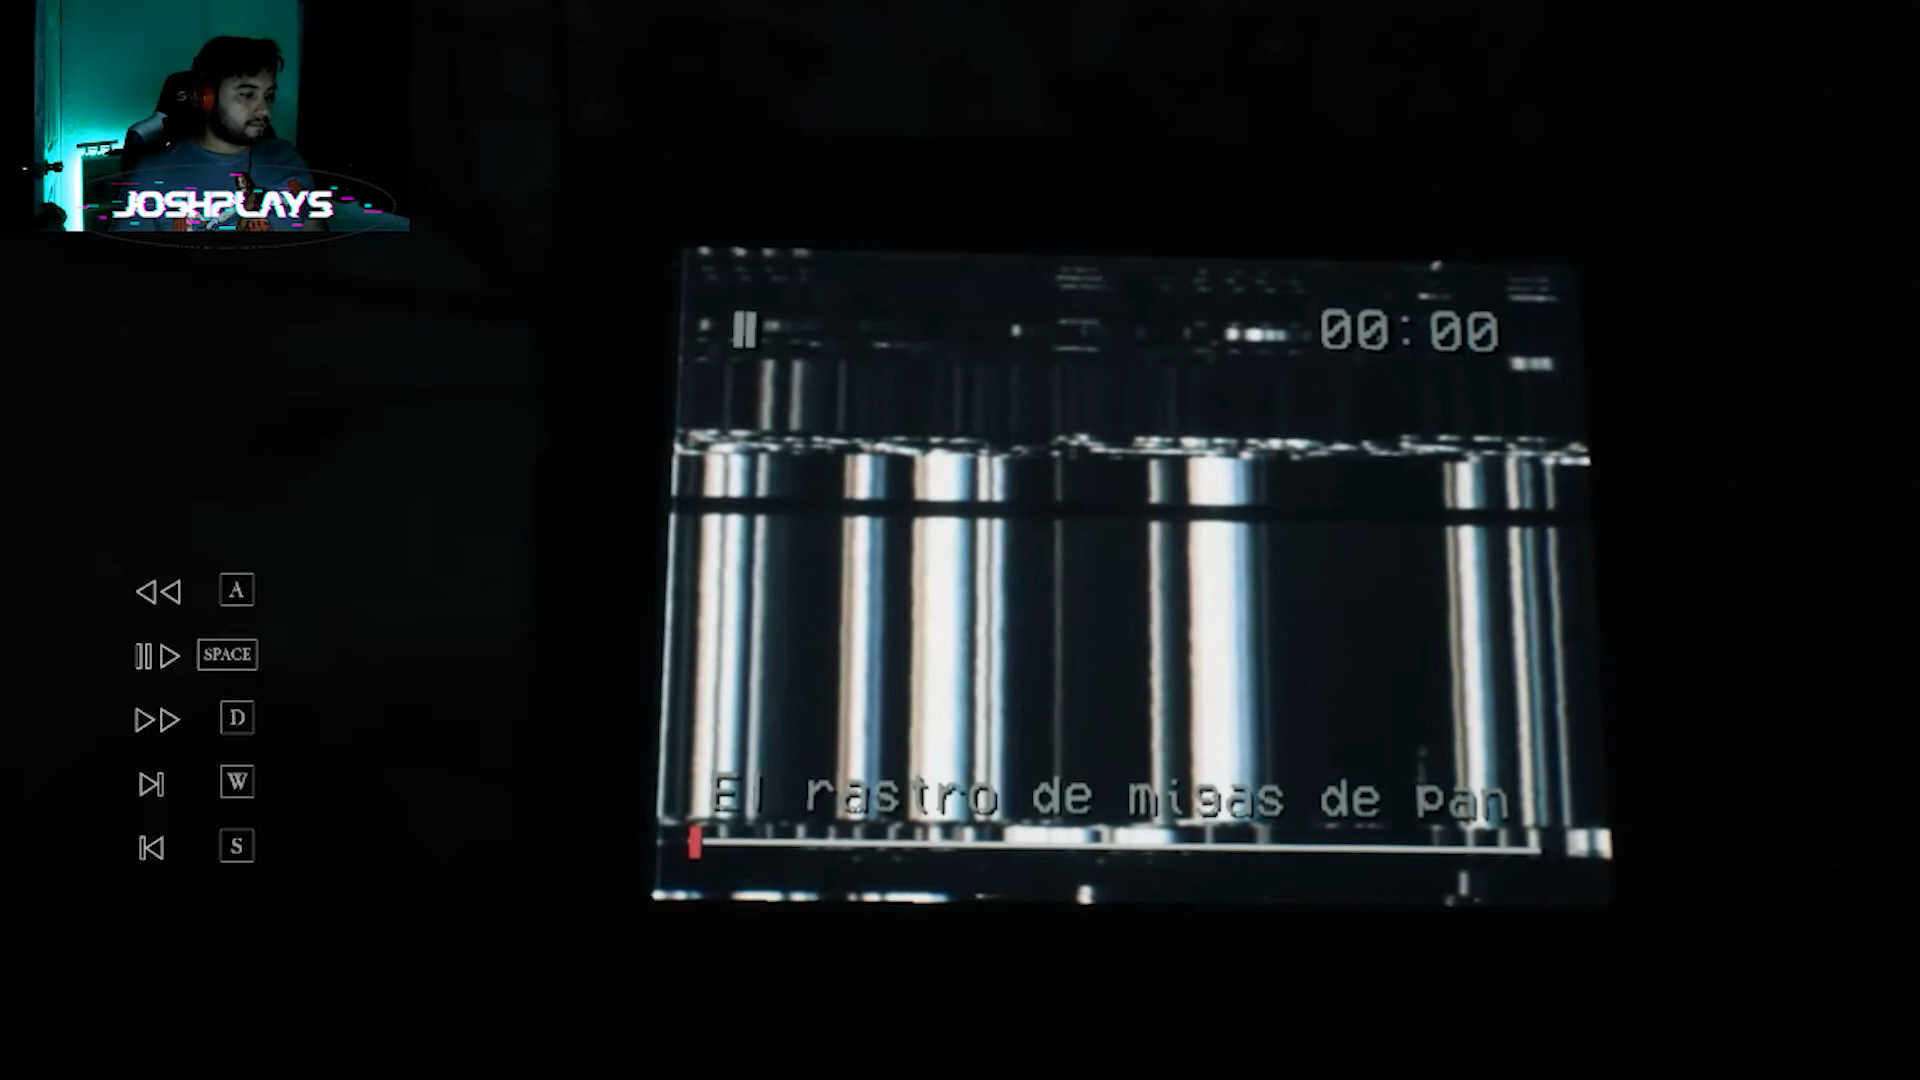 JOSHPLAYS
00:00
A
SPACE
D
W
S
El rastro de migas de pan